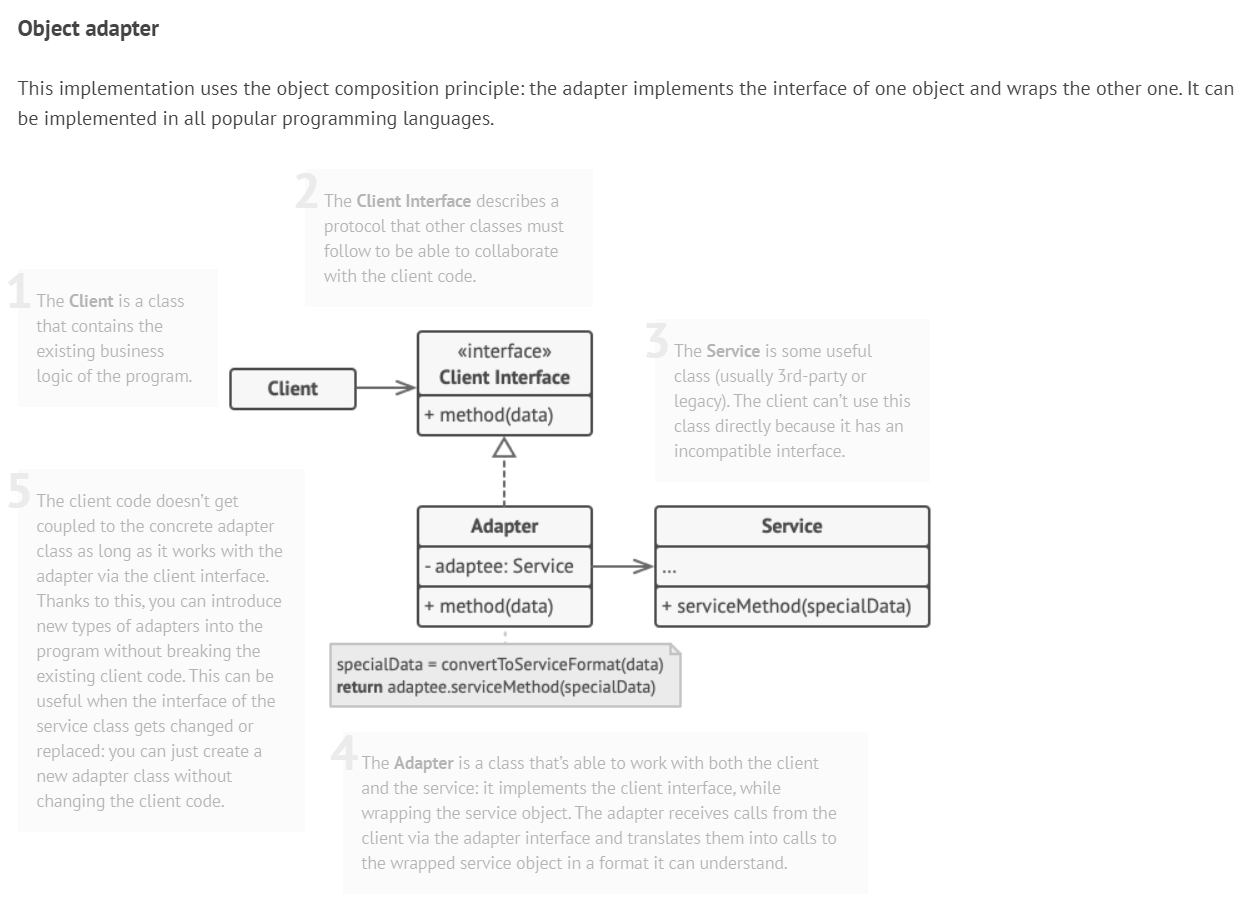 Object adapter
This implementation uses the object composition principle: the adapter implements the interface of one object and wraps the other one. It can
be implemented in all popular programming languages.
2
The Client Interface describes a
protocol that other classes must
follow to be able to collaborate
with the client code.
1
The Client is a class
that contains the
existing business
logic of the program.
Client
«interface»
Client Interface
+ method(data)
3
The Service is some useful
class (usually 3rd-party or
legacy). The client can't use this
class directly because it has an
incompatible interface.
5
The client code doesn't get
coupled to the concrete adapter
class as long as it works with the
adapter via the client interface.
Thanks to this, you can introduce
new types of adapters into the
program without breaking the
existing client code. This can be
useful when the interface of the
service class gets changed or
replaced: you can just create a
new adapter class without
changing the client code.
Adapter
- adaptee: Service
+ method(data)
Service
...
+ serviceMethod(specialData)
specialData = convertToServiceFormat(data)
return adaptee.serviceMethod(specialData)
4
The Adapter is a class that's able to work with both the client
and the service: it implements the client interface, while
wrapping the service object. The adapter receives calls from the
client via the adapter interface and translates them into calls to
the wrapped service object in a format it can understand.